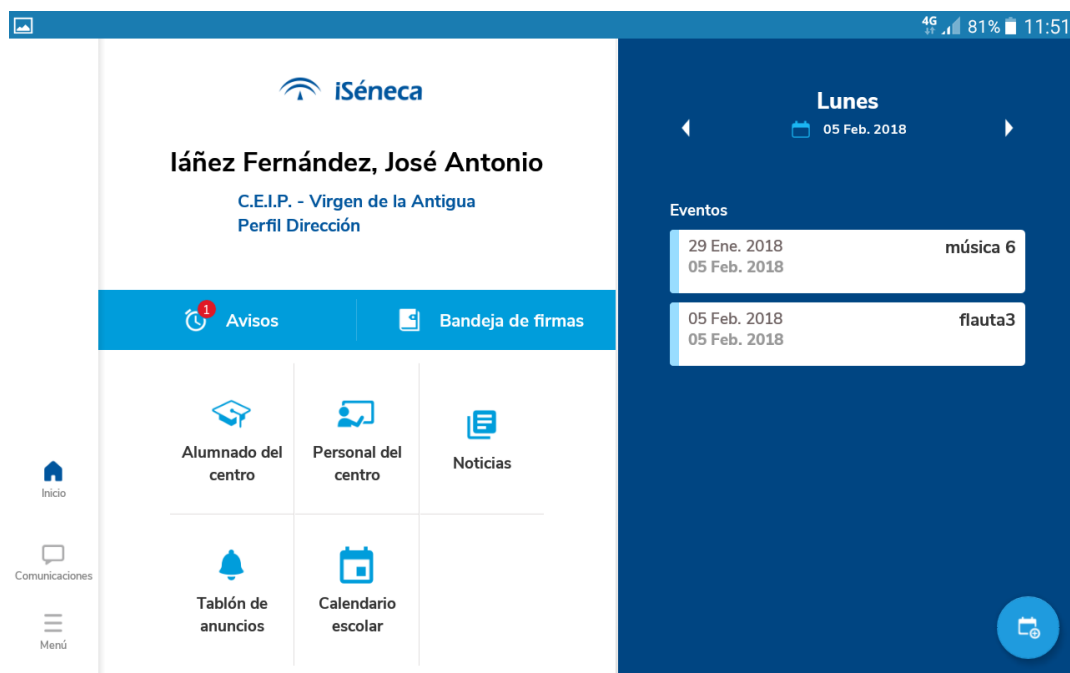 4G 81% 11:51
iSéneca
Iáñez Fernández, José Antonio
C.E.I.P. - Virgen de la Antigua
Perfil Dirección
1
Avisos
Bandeja de firmas
Alumnado del
centro
Personal del
centro
Noticias
Tablón de
anuncios
Calendario
escolar
Inicio
Comunicaciones
Menú
Lunes
05 Feb. 2018
Eventos
29 Ene. 2018 música 6
05 Feb. 2018
05 Feb. 2018 flauta3
05 Feb. 2018